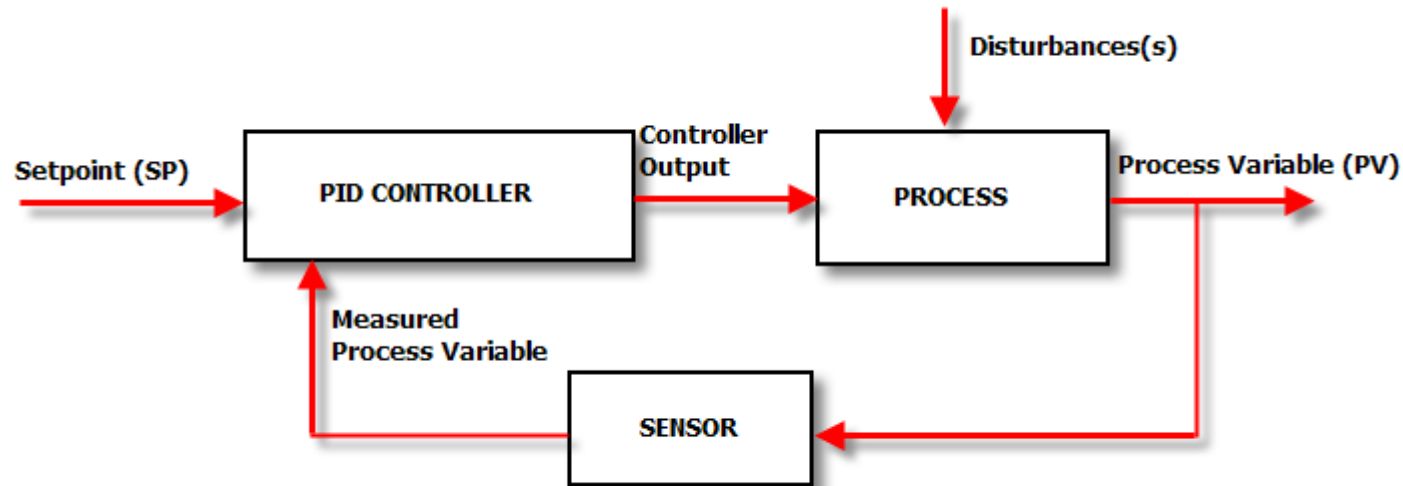 Disturbances(s)
Setpoint (SP)
PID CONTROLLER
Controller
Output
PROCESS
Process Variable (PV)
Measured
Process Variable
SENSOR